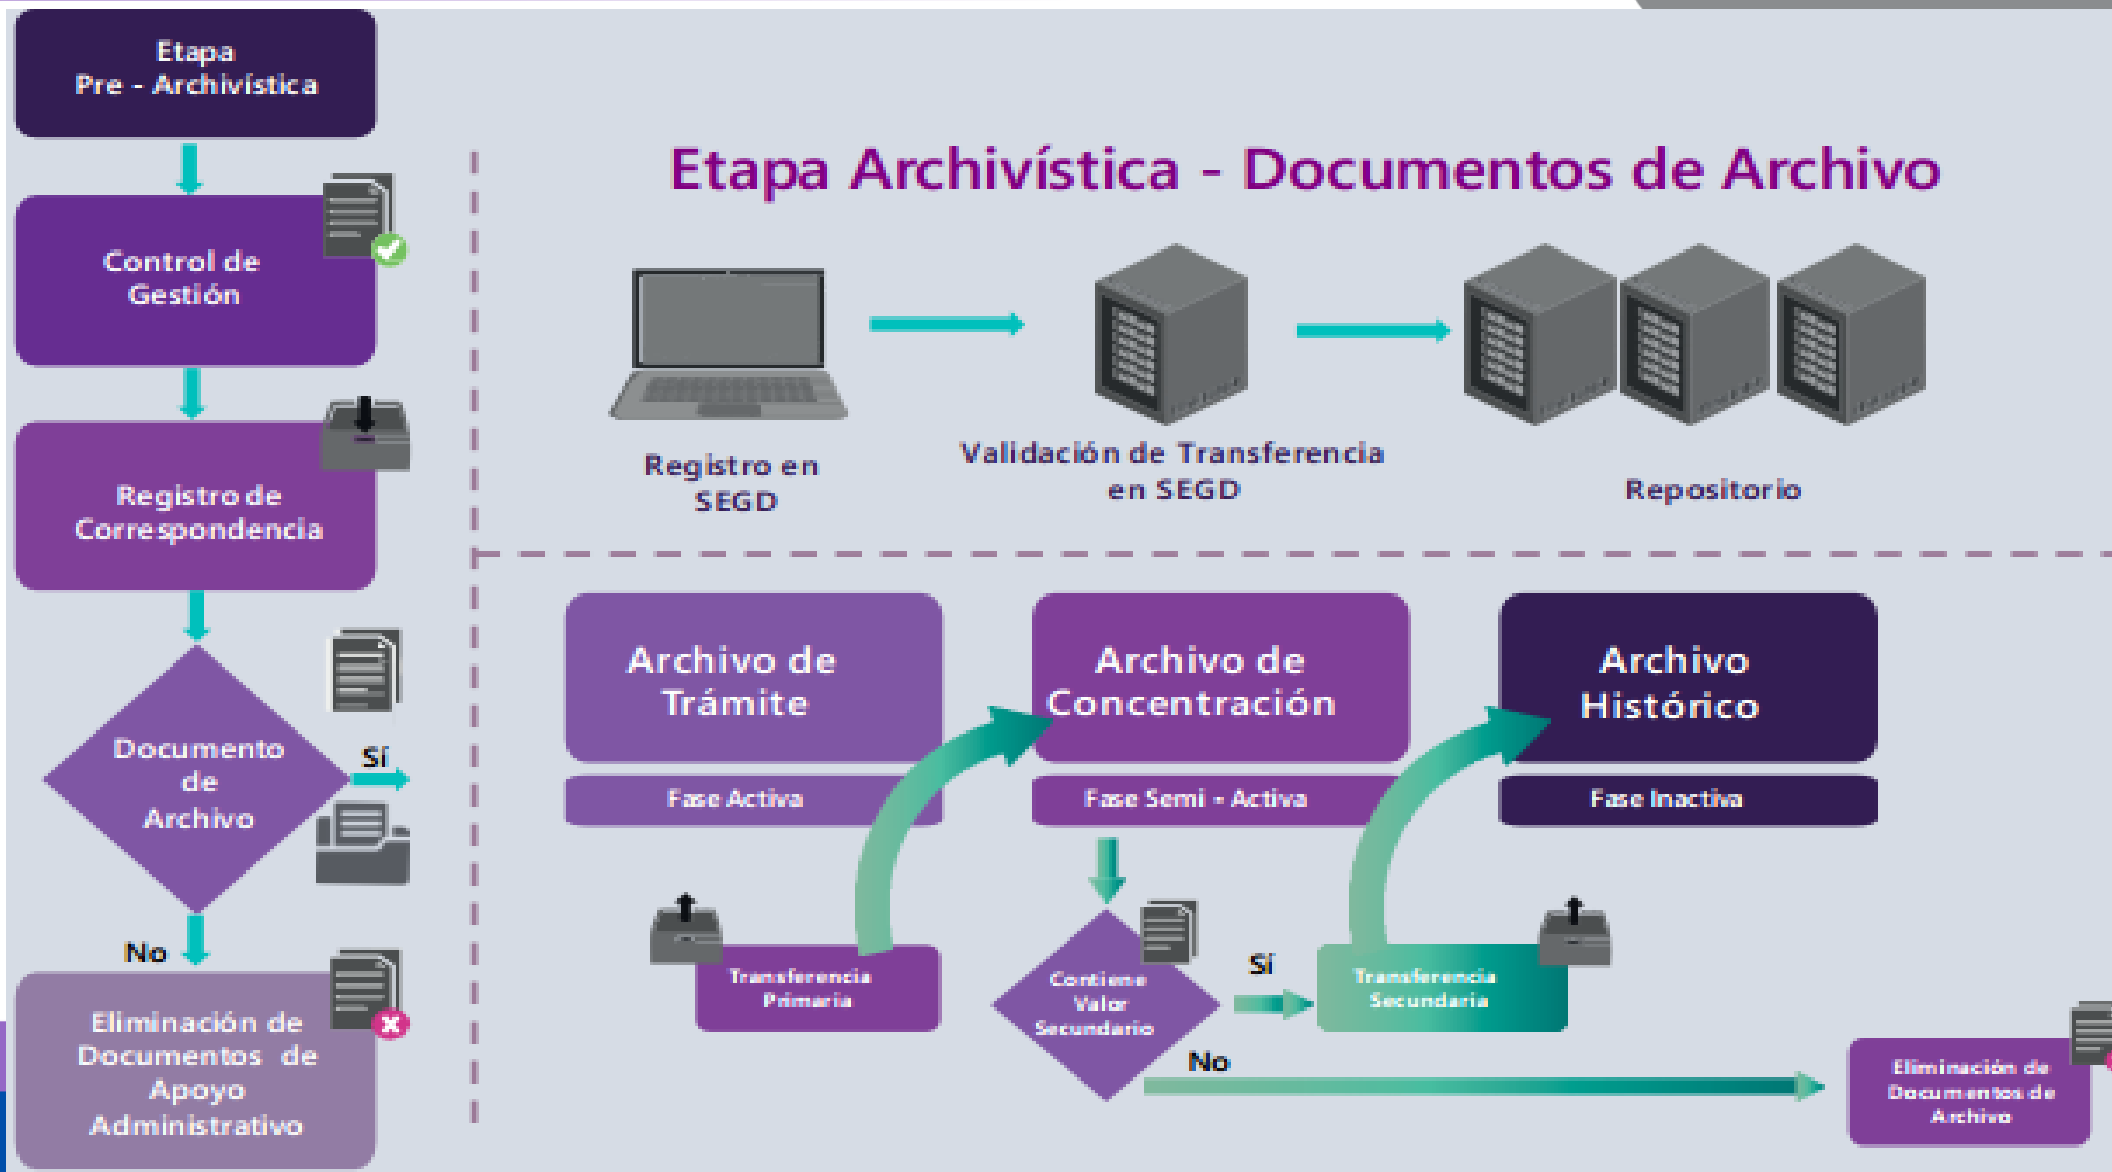 Etapa
Pre - Archivística
Control de
Gestión
Registro de
Correspondencia
Documento
de
Archivo
Sí
No
Eliminación de
Documentos de
Apoyo
Administrativo
Etapa Archivística - Documentos de Archivo
Registro en
SEGD
Validación de Transferencia
en SEGD
Repositorio
Archivo de
Trámite
Fase Activa
Archivo de
Concentración
Fase Semi - Activa
Archivo
Histórico
Fase Inactiva
Transferencia
Primaria
Contiene
Valor
Secundario
Sí
Transferencia
Secundaria
No
Eliminación de
Documentos de
Archivo